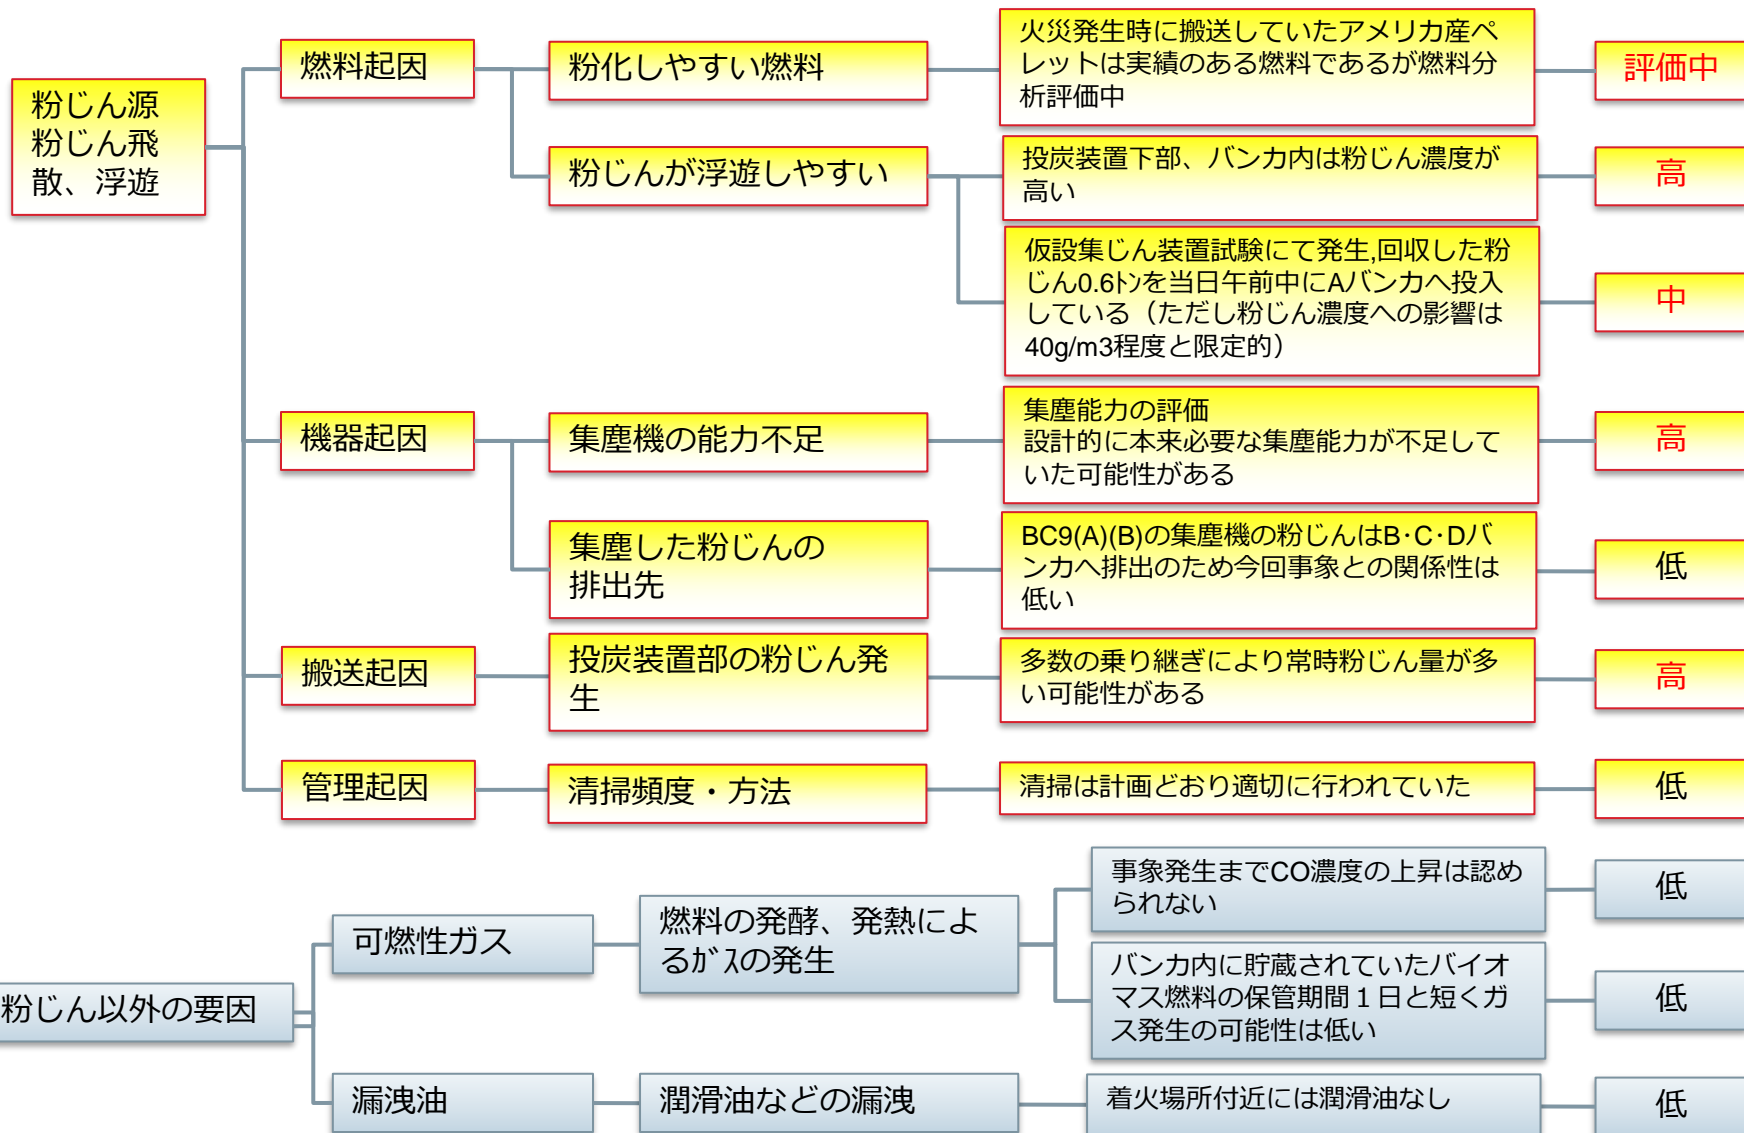 粉じん源
粉じん飛
散、浮遊
燃料起因
粉化しやすい燃料
火災発生時に搬送していたアメリカ産ペ
レットは実績のある燃料であるが燃料分
析評価中
評価中
粉じんが浮遊しやすい
投炭装置下部、バンカ内は粉じん濃度が
高い
高
仮設集じん装置試験にて発生,回収した粉
じん0.6㌧を当日午前中にAバンカへ投入
している（ただし粉じん濃度への影響は
40g/m3程度と限定的）
中
機器起因
集塵機の能力不足
集塵能力の評価
設計的に本来必要な集塵能力が不足して
いた可能性がある
高
集塵した粉じんの
排出先
BC9(A)(B)の集塵機の粉じんはB･C･Dバ
ンカへ排出のため今回事象との関係性は
低い
低
搬送起因
投炭装置部の粉じん発
生
多数の乗り継ぎにより常時粉じん量が多
い可能性がある
高
管理起因
清掃頻度・方法
清掃は計画どおり適切に行われていた
低
粉じん以外の要因
可燃性ガス
燃料の発酵、発熱によ
るｶﾞｽの発生
事象発生までCO濃度の上昇は認め
られない
低
バンカ内に貯蔵されていたバイオ
マス燃料の保管期間１日と短くガ
ス発生の可能性は低い
低
漏洩油
潤滑油などの漏洩
着火場所付近には潤滑油なし
低